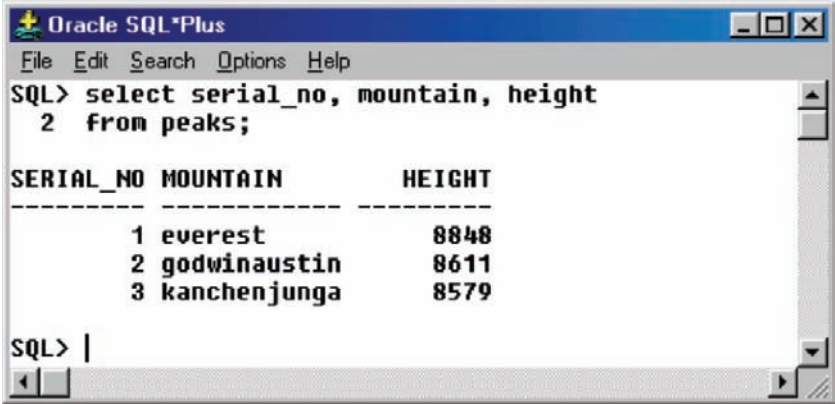 Oracle SQL*Plus
File Edit Search Options Help
SQL> select serial_no, mountain, height
2 from peaks;
SERIAL_NO MOUNTAIN HEIGHT
--------- ------------- ---------
1 everest 8848
2 godwinaustin 8611
3 kanchenjunga 8579
SQL>